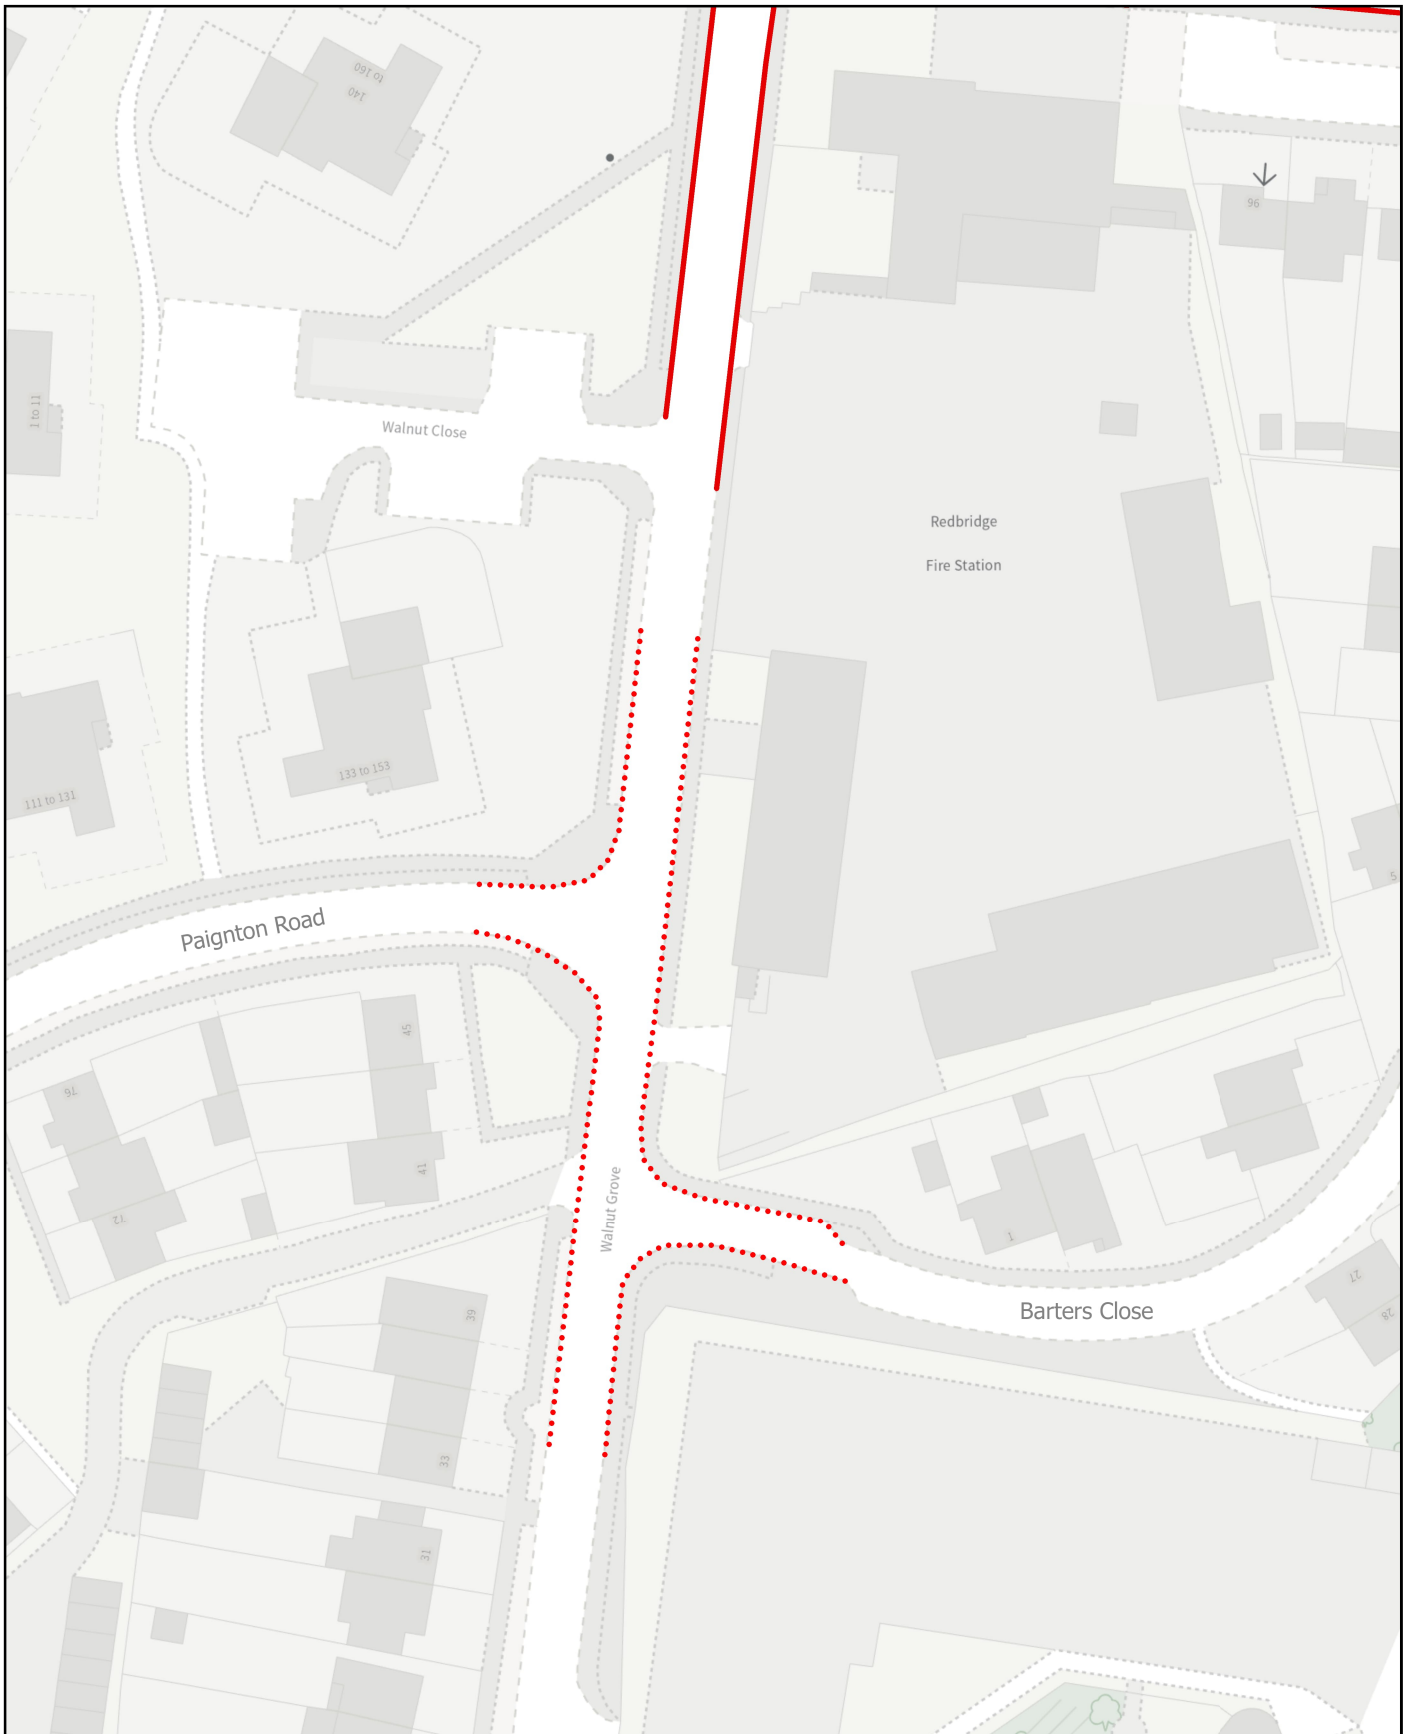 to 160
140
96
1 to 11
Walnut Close
Redbridge
Fire Station
133 to 153
111 to 131
5
Paignton Road
45
76
41
72
Walnut Grove
1
27
28
Barters Close
39
33
31